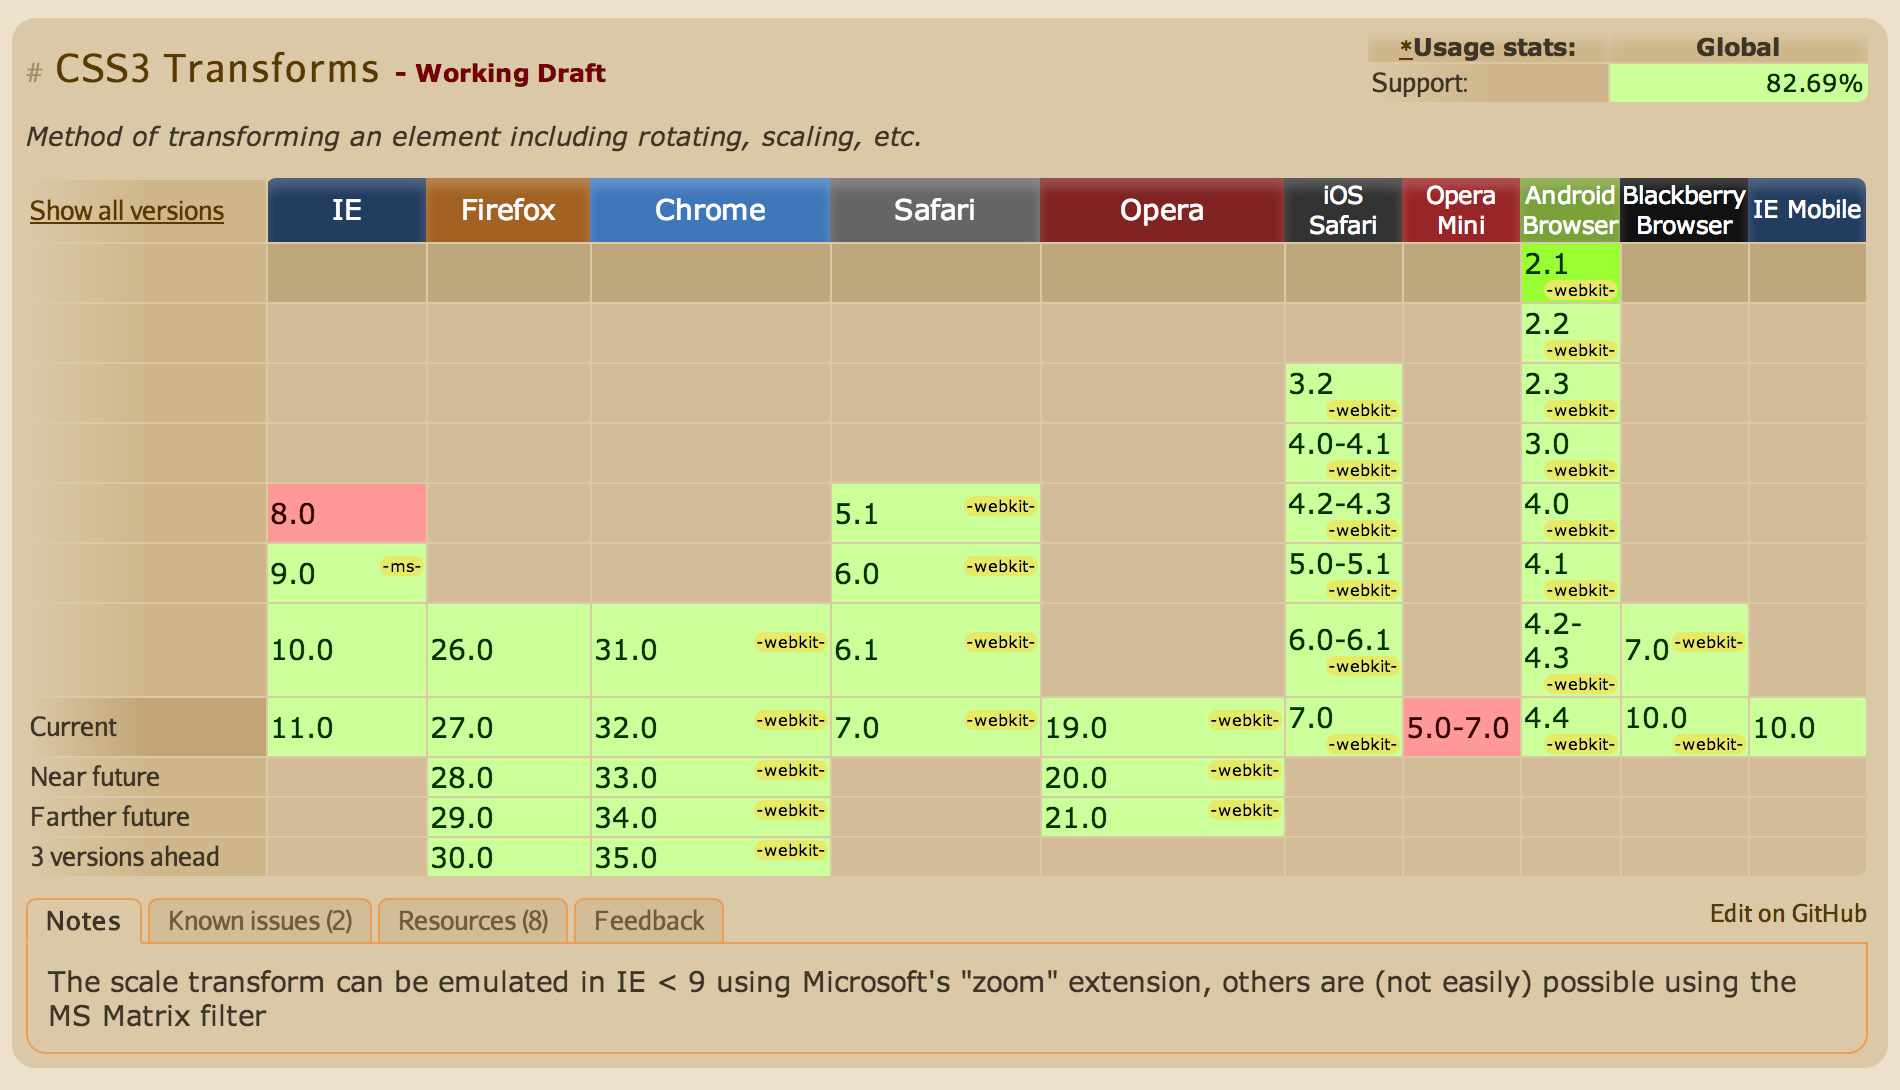 # CSS3 Transforms - Working Draft
*Usage stats: Global
Support: 82.69%
Method of transforming an element including rotating, scaling, etc.
Show all versions IE Firefox Chrome Safari Opera iOS Safari Opera Mini Android Browser Blackberry Browser IE Mobile
2.1 -webkit-
2.2 -webkit-
3.2 -webkit- 2.3 -webkit-
4.0-4.1 -webkit- 3.0 -webkit-
8.0 5.1 -webkit- 4.2-4.3 -webkit- 4.0 -webkit-
9.0 -ms- 6.0 -webkit- 5.0-5.1 -webkit- 4.1 -webkit-
10.0 26.0 31.0 -webkit- 6.1 -webkit- 6.0-6.1 -webkit- 4.2-4.3 -webkit- 7.0 -webkit-
Current 11.0 27.0 32.0 -webkit- 7.0 -webkit- 19.0 -webkit- 7.0 -webkit- 5.0-7.0 4.4 -webkit- 10.0 -webkit- 10.0
Near future 28.0 33.0 -webkit- 20.0 -webkit-
Farther future 29.0 34.0 -webkit- 21.0 -webkit-
3 versions ahead 30.0 35.0 -webkit-
Notes Known issues (2) Resources (8) Feedback Edit on GitHub
The scale transform can be emulated in IE < 9 using Microsoft's "zoom" extension, others are (not easily) possible using the
MS Matrix filter